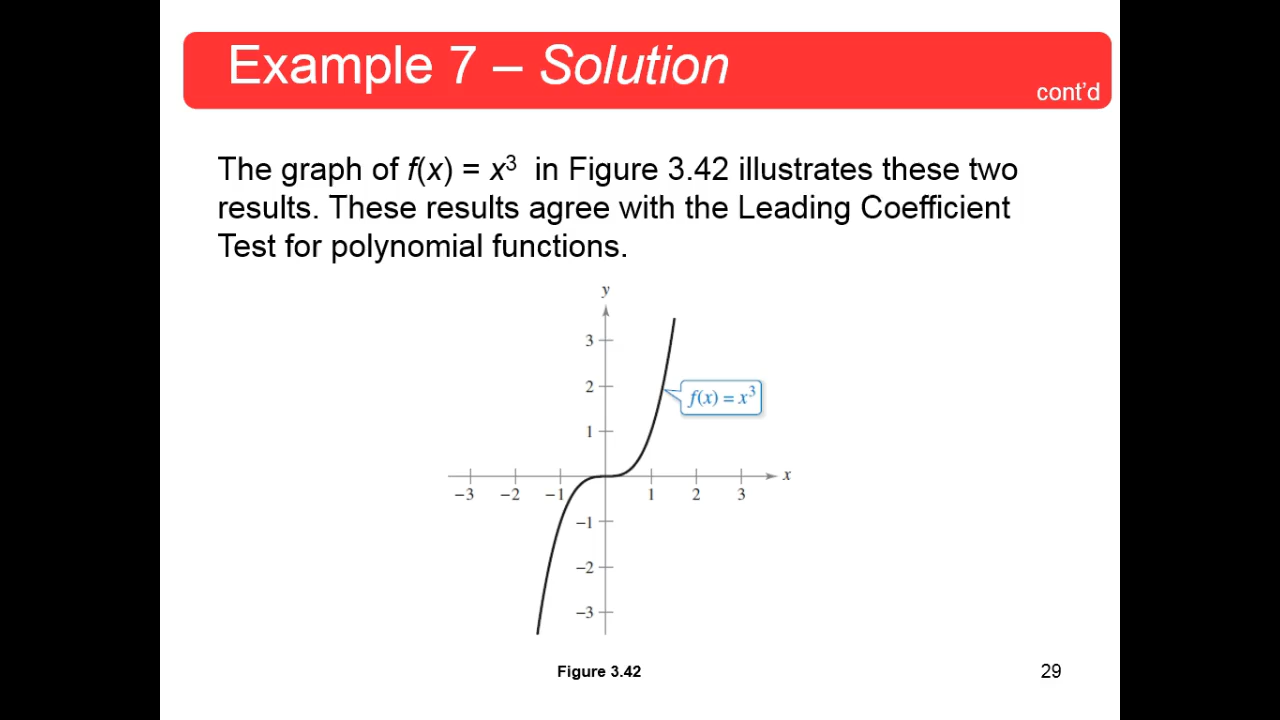 Example 7 – Solution
cont’d
The graph of f(x) = x³ in Figure 3.42 illustrates these two
results. These results agree with the Leading Coefficient
Test for polynomial functions.
y
3
2
f(x) = x³
1
x
−3 −2 −1 1 2 3
−1
−2
−3
Figure 3.42
29